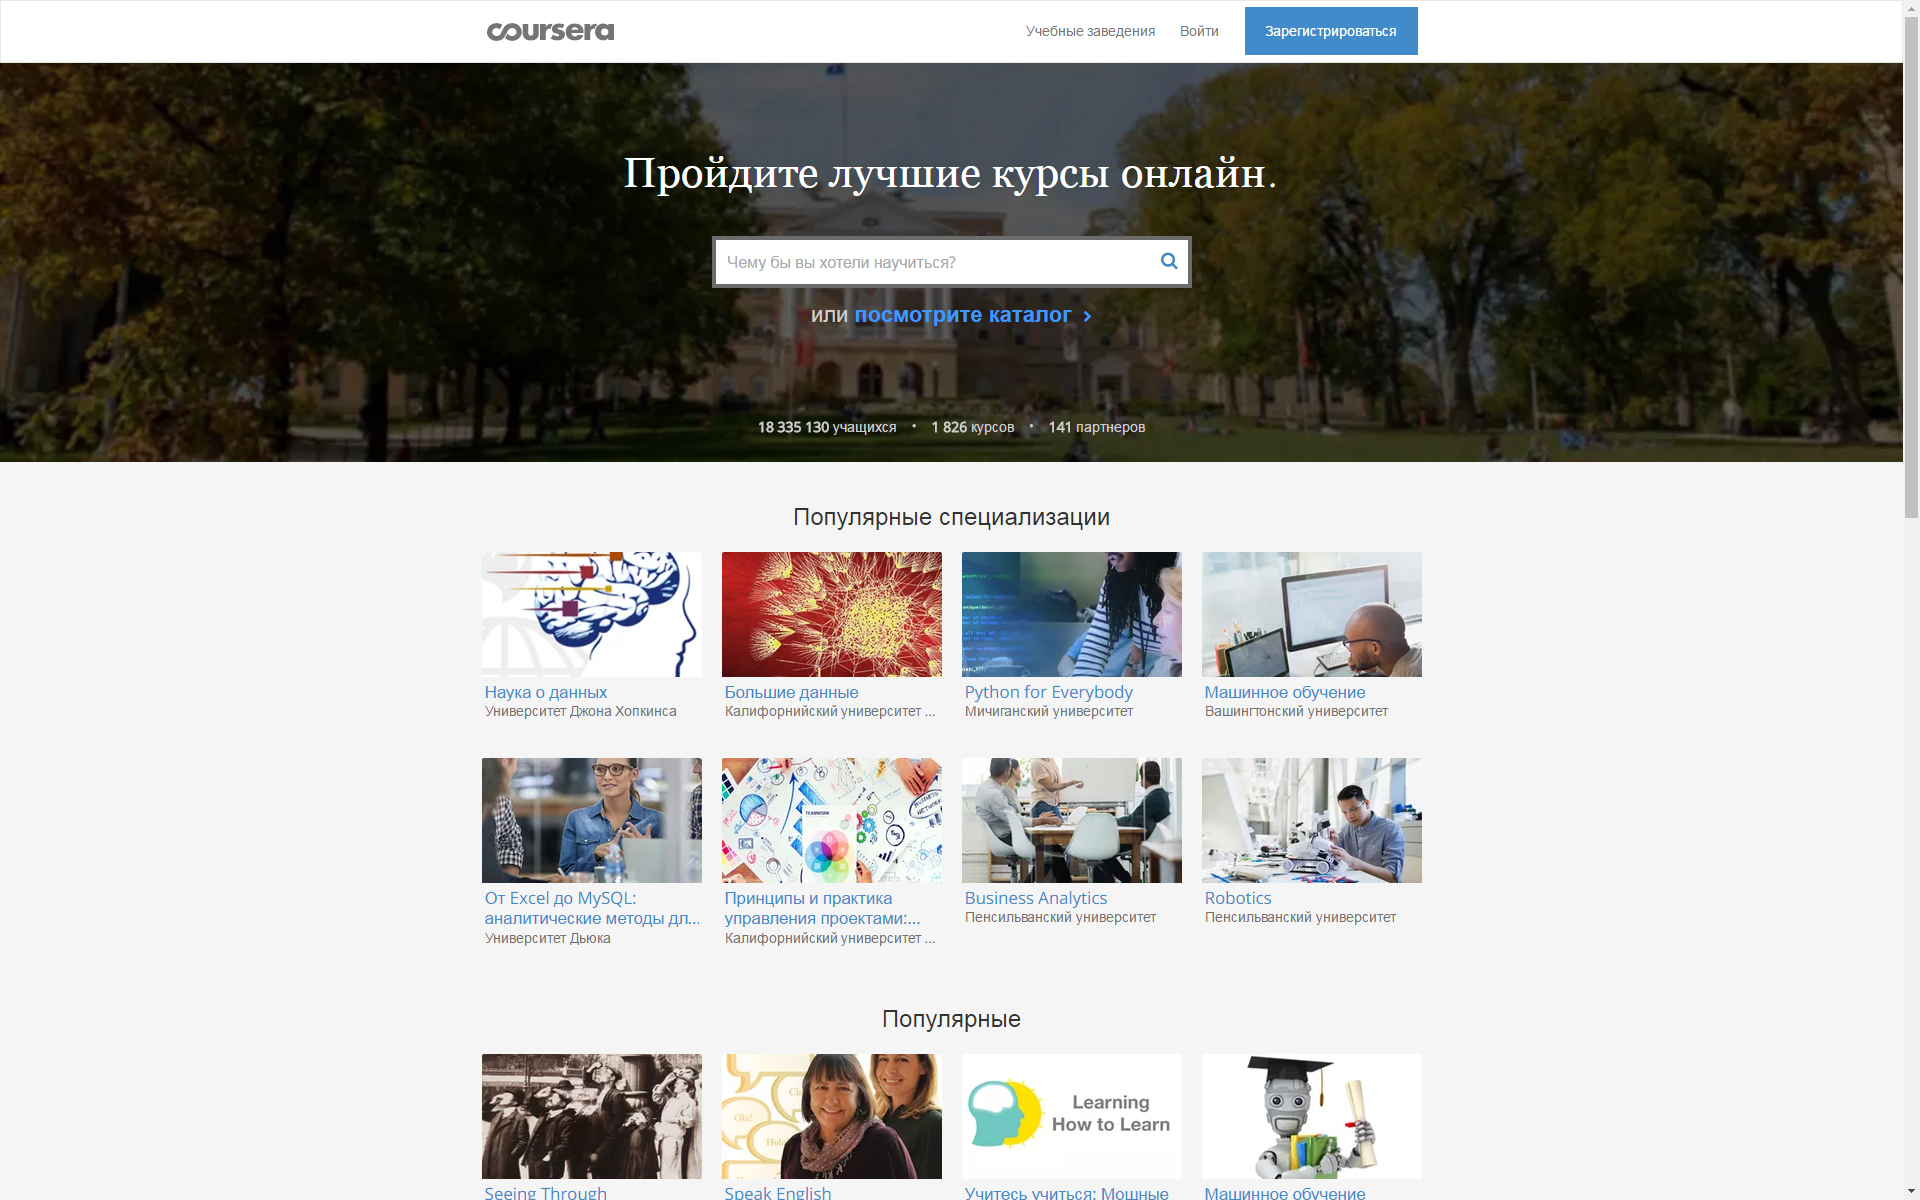 coursera
Учебные заведения
Войти
Зарегистрироваться
Пройдите лучшие курсы онлайн.
Чему бы вы хотели научиться?
или посмотрите каталог
18 335 130 учащихся • 1 826 курсов • 141 партнеров
Популярные специализации
Наука о данных
Университет Джона Хопкинса
Большие данные
Калифорнийский университет ...
Python for Everybody
Мичиганский университет
Машинное обучение
Вашингтонский университет
TEAMWORK
BUSINESS
NETWORK
От Excel до MySQL:
аналитические методы дл...
Университет Дьюка
Принципы и практика
управления проектами:...
Калифорнийский университет ...
Business Analytics
Пенсильванский университет
Robotics
Пенсильванский университет
Популярные
Olá!
Learning
How to Learn
Seeing Through
Speak English
Учитесь учиться: Мощные
Машинное обучение